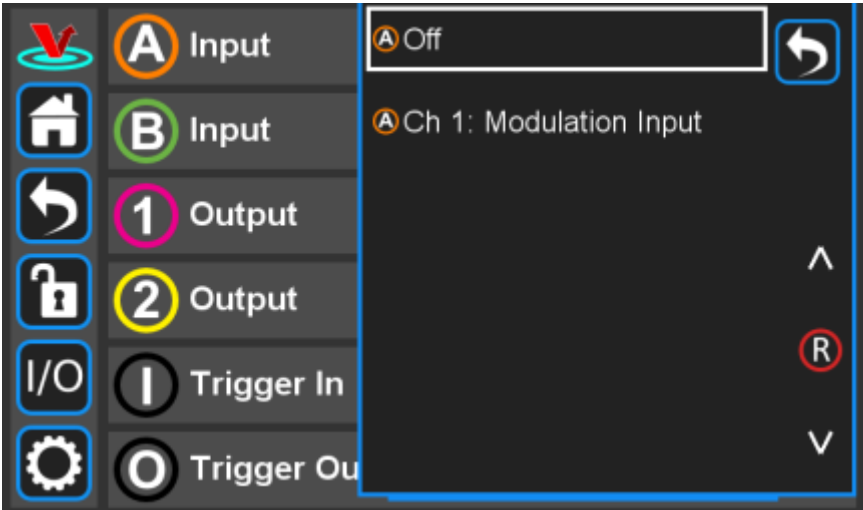 A Input
B Input
1 Output
2 Output
I/O
I Trigger In
O Trigger Ou
A Off
A Ch 1: Modulation Input
R